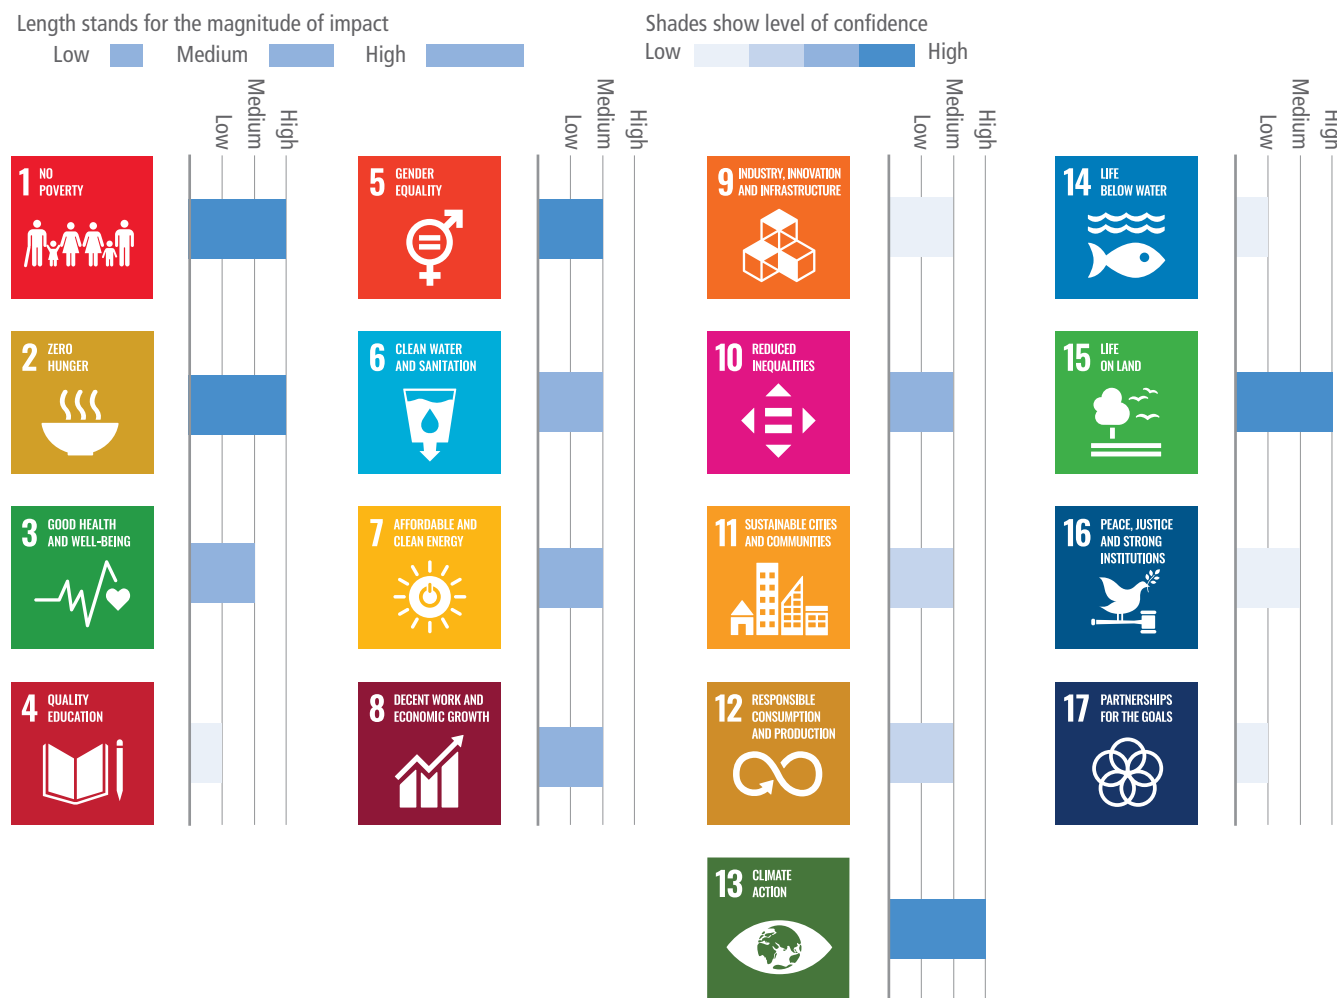 Length stands for the magnitude of impact
Low Medium High
Shades show level of confidence
Low High
Low Medium High
Low Medium High
Low Medium High
Low Medium High
1 NO
POVERTY
5 GENDER
EQUALITY
9 INDUSTRY, INNOVATION
AND INFRASTRUCTURE
14 LIFE
BELOW WATER
2 ZERO
HUNGER
6 CLEAN WATER
AND SANITATION
10 REDUCED
INEQUALITIES
15 LIFE
ON LAND
3 GOOD HEALTH
AND WELL-BEING
7 AFFORDABLE AND
CLEAN ENERGY
11 SUSTAINABLE CITIES
AND COMMUNITIES
16 PEACE, JUSTICE
AND STRONG
INSTITUTIONS
4 QUALITY
EDUCATION
8 DECENT WORK AND
ECONOMIC GROWTH
12 RESPONSIBLE
CONSUMPTION
AND PRODUCTION
17 PARTNERSHIPS
FOR THE GOALS
13 CLIMATE
ACTION